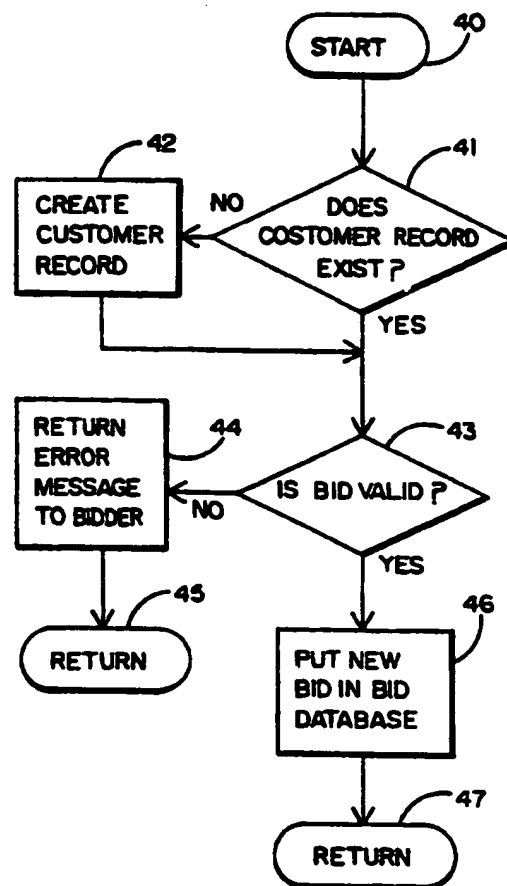 START
40
42
41
CREATE
CUSTOMER
RECORD
NO
DOES
COSTOMER RECORD
EXIST?
YES
RETURN
ERROR
MESSAGE
TO BIDDER
44
43
IS BID VALID?
NO
YES
45
RETURN
46
PUT NEW
BID IN BID
DATABASE
47
RETURN